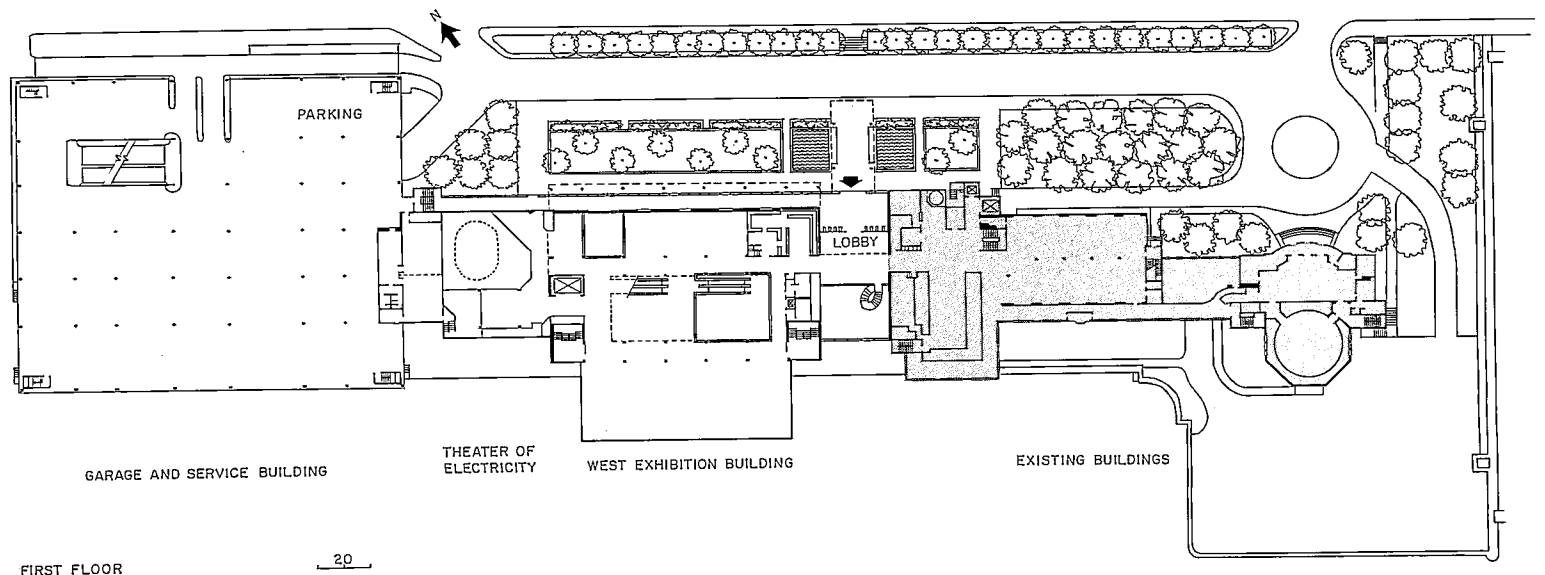 N
PARKING
LOBBY
THEATER OF
ELECTRICITY
WEST EXHIBITION BUILDING
GARAGE AND SERVICE BUILDING
EXISTING BUILDINGS
FIRST FLOOR
20